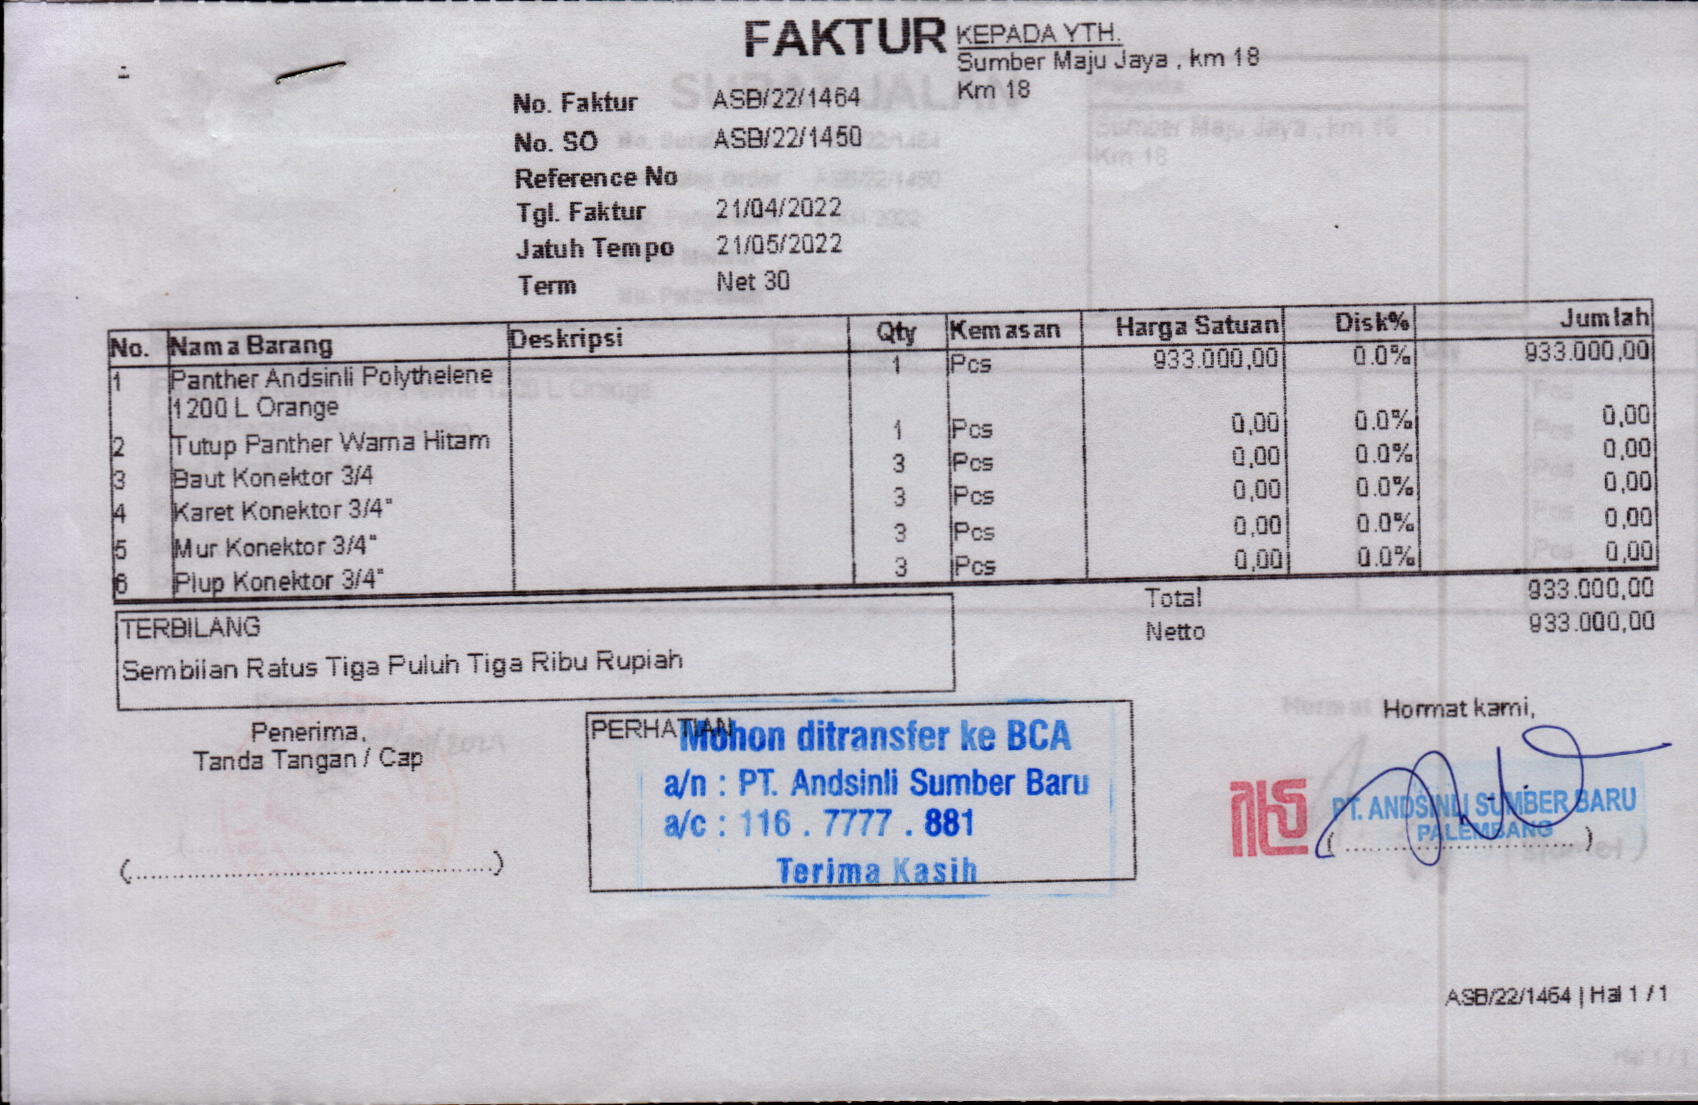 FAKTUR
KEPADA YTH.
Sumber Maju Jaya , km 18
Km 18
No. Faktur ASB/22/1464
No. SO ASB/22/1450
Reference No
Tgl. Faktur 21/04/2022
Jatuh Tempo 21/05/2022
Term Net 30
No. Nama Barang Deskripsi Qty Kemasan Harga Satuan Disk% Jumlah
1 Panther Andsinli Polythelene 1 Pcs 933.000,00 0.0% 933.000,00
1200 L Orange
2 Tutup Panther Warna Hitam 1 Pcs 0,00 0.0% 0,00
3 Baut Konektor 3/4 3 Pcs 0,00 0.0% 0,00
4 Karet Konektor 3/4" 3 Pcs 0,00 0.0% 0,00
5 Mur Konektor 3/4" 3 Pcs 0,00 0.0% 0,00
6 Plup Konektor 3/4" 3 Pcs 0,00 0.0% 0,00
Total 933.000,00
Netto 933.000,00
TERBILANG
Sembilan Ratus Tiga Puluh Tiga Ribu Rupiah
Penerima,
Tanda Tangan / Cap
(..................................................)
PERHATIAN
Mohon ditransfer ke BCA
a/n : PT. Andsinli Sumber Baru
a/c : 116 . 7777 . 881
Terima Kasih
Hormat kami,
PT. ANDSINLI SUMBER BARU
PALEMBANG
(..................................)
ASB/22/1464 | Hal 1 / 1